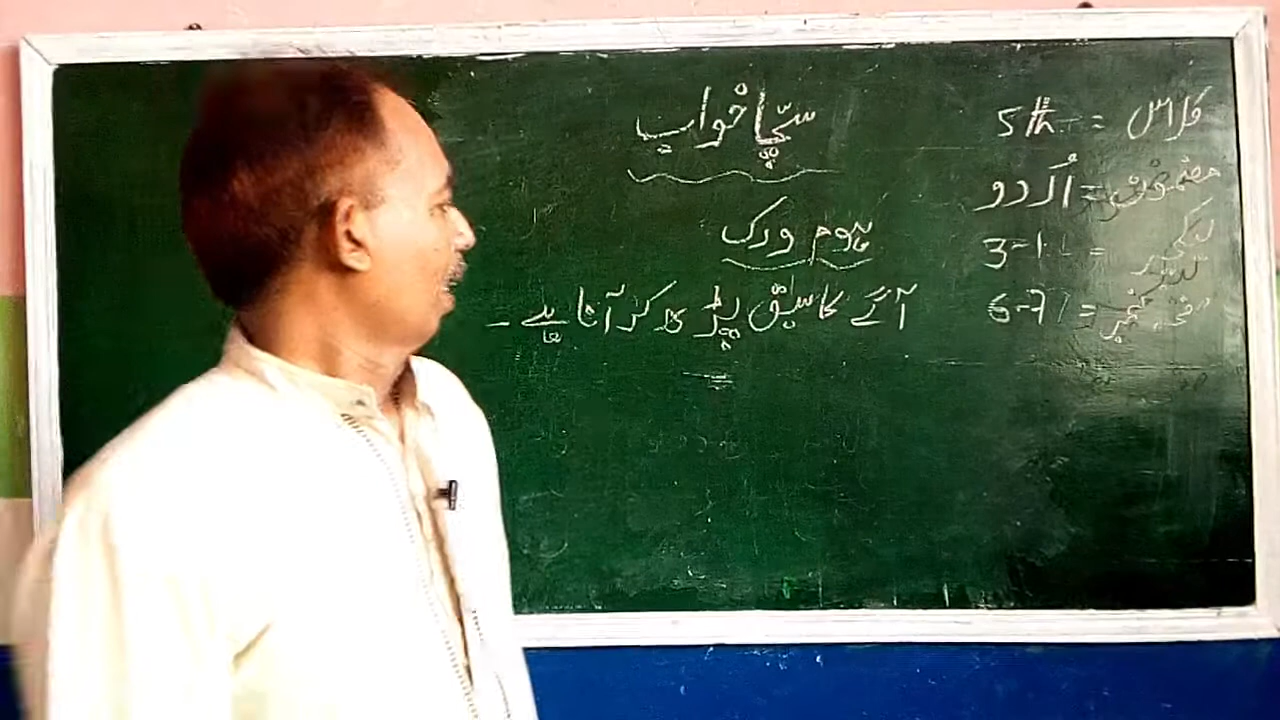 سچّا خواب
کلاس = 5th
مضمون = اُردو
ہوم ورک
لیکچر = 3-1
آگے کا سبق پڑھ کر آنا ہے۔
صفحہ نمبر = 6-7